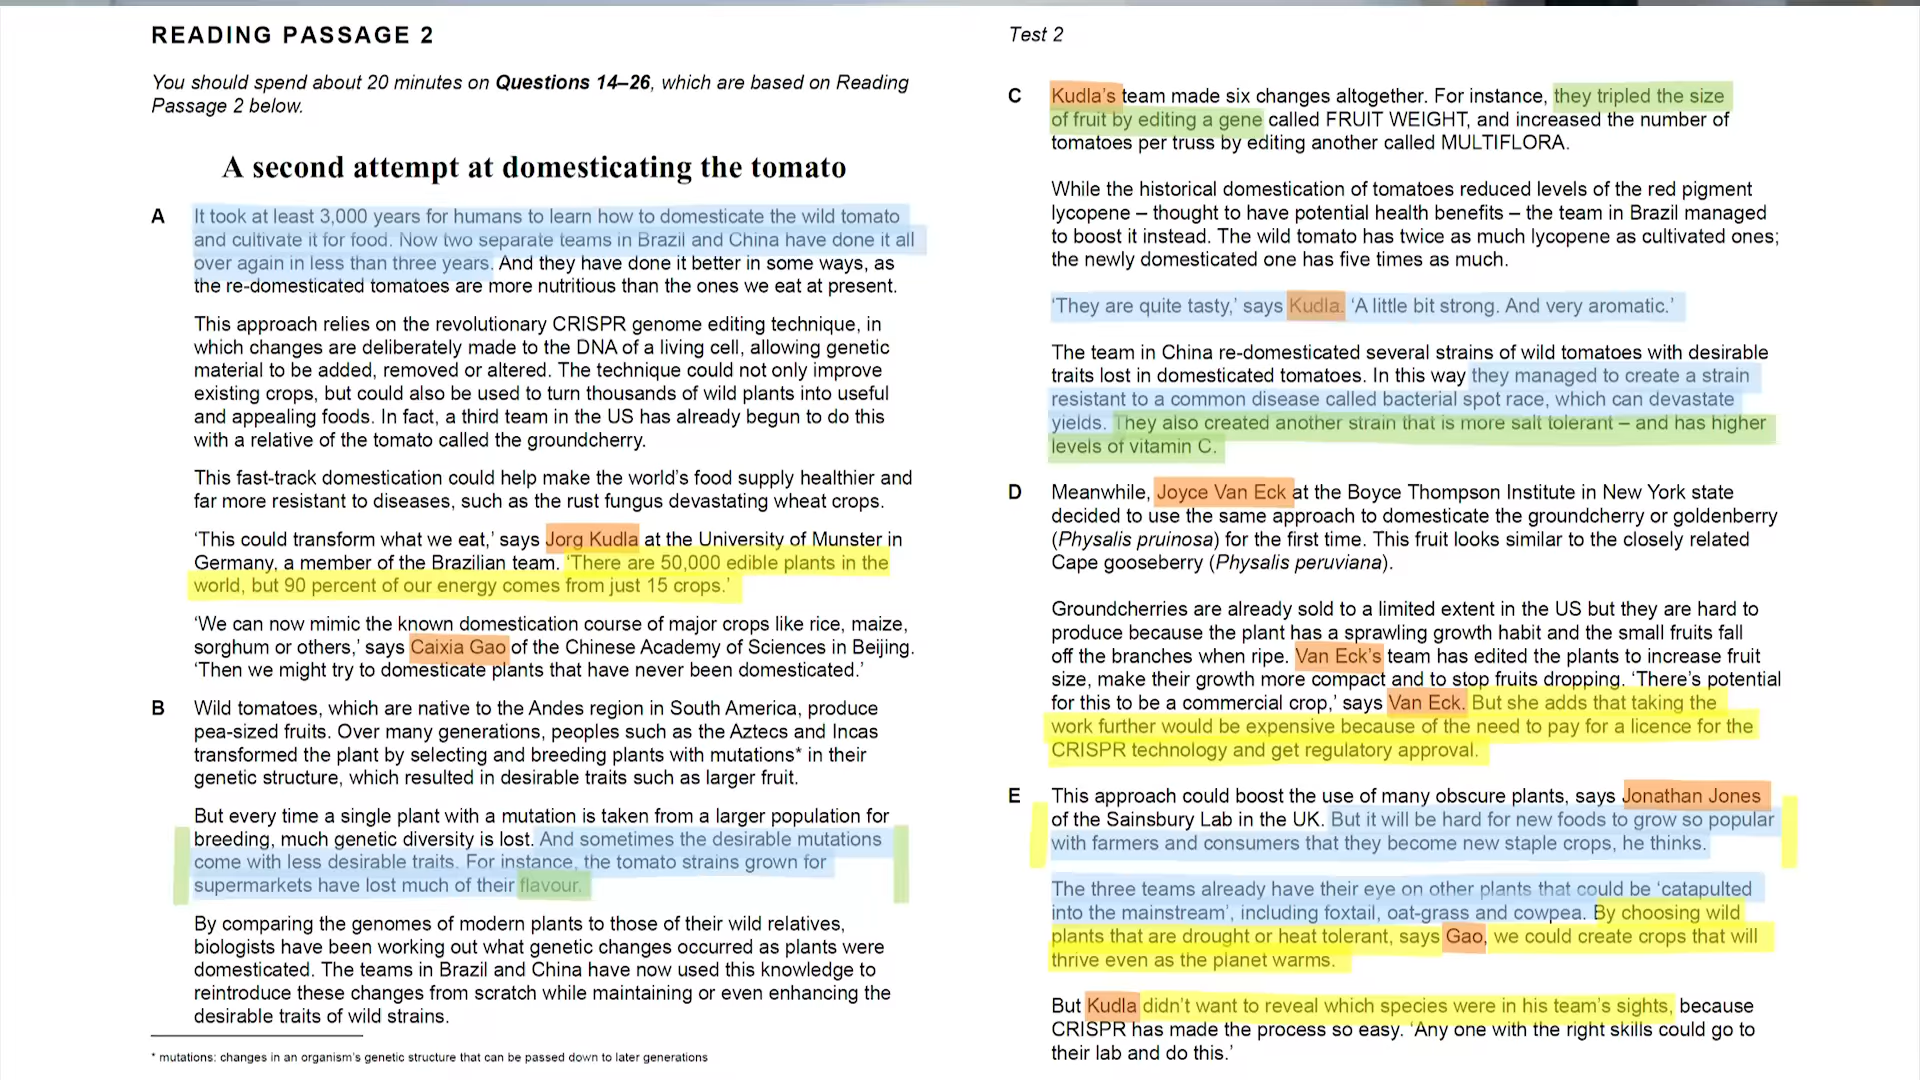 READING PASSAGE 2
You should spend about 20 minutes on Questions 14–26, which are based on Reading
Passage 2 below.
A second attempt at domesticating the tomato
A It took at least 3,000 years for humans to learn how to domesticate the wild tomato
and cultivate it for food. Now two separate teams in Brazil and China have done it all
over again in less than three years. And they have done it better in some ways, as
the re-domesticated tomatoes are more nutritious than the ones we eat at present.
This approach relies on the revolutionary CRISPR genome editing technique, in
which changes are deliberately made to the DNA of a living cell, allowing genetic
material to be added, removed or altered. The technique could not only improve
existing crops, but could also be used to turn thousands of wild plants into useful
and appealing foods. In fact, a third team in the US has already begun to do this
with a relative of the tomato called the groundcherry.
This fast-track domestication could help make the world's food supply healthier and
far more resistant to diseases, such as the rust fungus devastating wheat crops.
'This could transform what we eat,' says Jorg Kudla at the University of Munster in
Germany, a member of the Brazilian team. 'There are 50,000 edible plants in the
world, but 90 percent of our energy comes from just 15 crops.'
'We can now mimic the known domestication course of major crops like rice, maize,
sorghum or others,' says Caixia Gao of the Chinese Academy of Sciences in Beijing.
'Then we might try to domesticate plants that have never been domesticated.'
B Wild tomatoes, which are native to the Andes region in South America, produce
pea-sized fruits. Over many generations, peoples such as the Aztecs and Incas
transformed the plant by selecting and breeding plants with mutations* in their
genetic structure, which resulted in desirable traits such as larger fruit.
But every time a single plant with a mutation is taken from a larger population for
breeding, much genetic diversity is lost. And sometimes the desirable mutations
come with less desirable traits. For instance, the tomato strains grown for
supermarkets have lost much of their flavour.
By comparing the genomes of modern plants to those of their wild relatives,
biologists have been working out what genetic changes occurred as plants were
domesticated. The teams in Brazil and China have now used this knowledge to
reintroduce these changes from scratch while maintaining or even enhancing the
desirable traits of wild strains.
* mutations: changes in an organism's genetic structure that can be passed down to later generations
Test 2
C Kudla's team made six changes altogether. For instance, they tripled the size
of fruit by editing a gene called FRUIT WEIGHT, and increased the number of
tomatoes per truss by editing another called MULTIFLORA.
While the historical domestication of tomatoes reduced levels of the red pigment
lycopene – thought to have potential health benefits – the team in Brazil managed
to boost it instead. The wild tomato has twice as much lycopene as cultivated ones;
the newly domesticated one has five times as much.
'They are quite tasty,' says Kudla. 'A little bit strong. And very aromatic.'
The team in China re-domesticated several strains of wild tomatoes with desirable
traits lost in domesticated tomatoes. In this way they managed to create a strain
resistant to a common disease called bacterial spot race, which can devastate
yields. They also created another strain that is more salt tolerant – and has higher
levels of vitamin C.
D Meanwhile, Joyce Van Eck at the Boyce Thompson Institute in New York state
decided to use the same approach to domesticate the groundcherry or goldenberry
(Physalis pruinosa) for the first time. This fruit looks similar to the closely related
Cape gooseberry (Physalis peruviana).
Groundcherries are already sold to a limited extent in the US but they are hard to
produce because the plant has a sprawling growth habit and the small fruits fall
off the branches when ripe. Van Eck's team has edited the plants to increase fruit
size, make their growth more compact and to stop fruits dropping. 'There's potential
for this to be a commercial crop,' says Van Eck. But she adds that taking the
work further would be expensive because of the need to pay for a licence for the
CRISPR technology and get regulatory approval.
E This approach could boost the use of many obscure plants, says Jonathan Jones
of the Sainsbury Lab in the UK. But it will be hard for new foods to grow so popular
with farmers and consumers that they become new staple crops, he thinks.
The three teams already have their eye on other plants that could be 'catapulted
into the mainstream', including foxtail, oat-grass and cowpea. By choosing wild
plants that are drought or heat tolerant, says Gao, we could create crops that will
thrive even as the planet warms.
But Kudla didn't want to reveal which species were in his team's sights, because
CRISPR has made the process so easy. 'Any one with the right skills could go to
their lab and do this.'